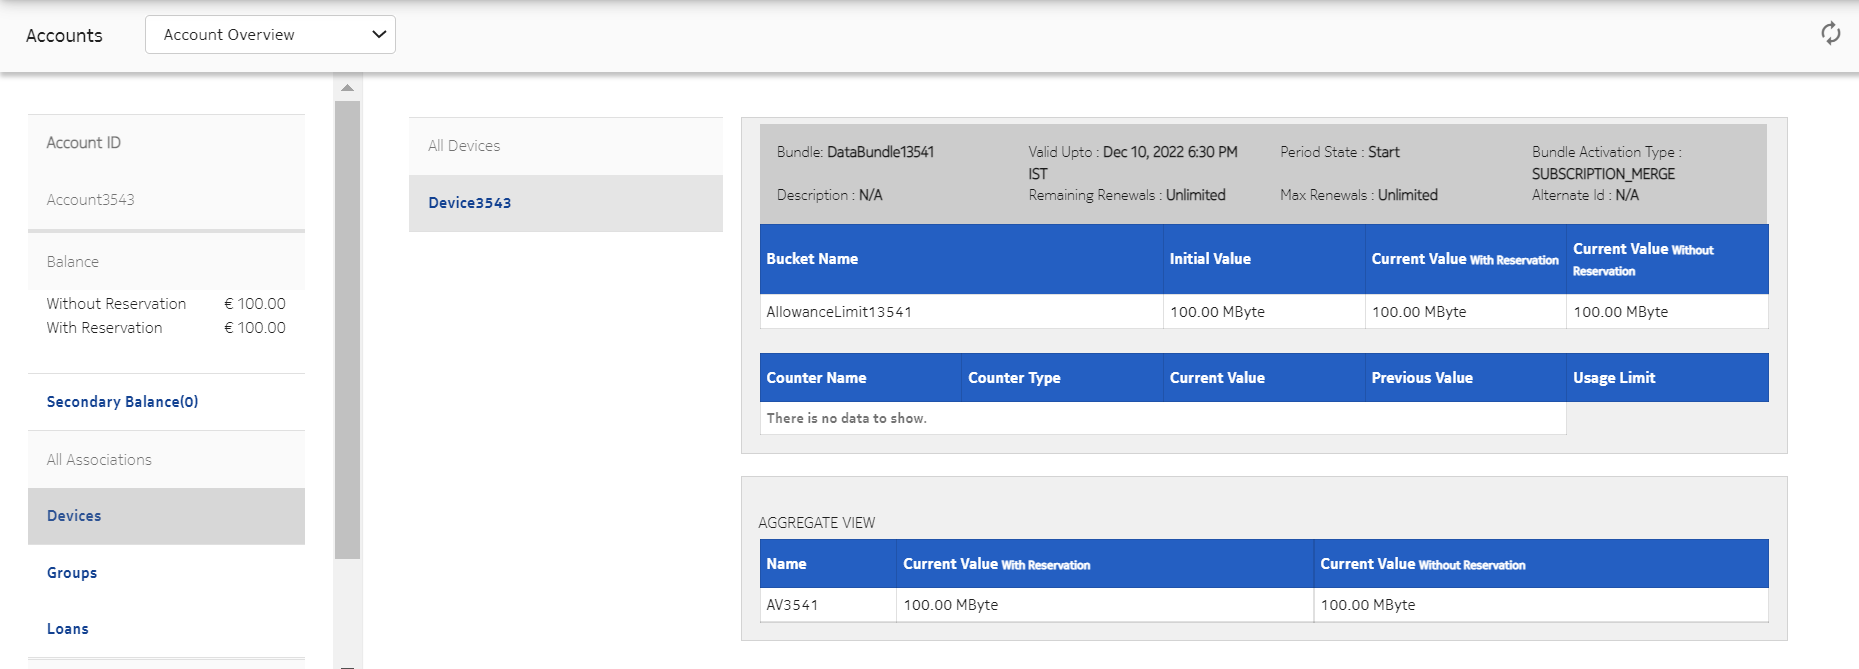 Accounts
Account Overview
Account ID
Account3543
Balance
Without Reservation € 100.00
With Reservation € 100.00
Secondary Balance(0)
All Associations
Devices
Groups
Loans
All Devices
Device3543
Bundle: DataBundle13541
Valid Upto : Dec 10, 2022 6:30 PM
IST
Period State : Start
Bundle Activation Type :
SUBSCRIPTION_MERGE
Description : N/A
Remaining Renewals : Unlimited
Max Renewals : Unlimited
Alternate Id : N/A
Bucket Name
Initial Value
Current Value With Reservation
Current Value Without
Reservation
AllowanceLimit13541
100.00 MByte
100.00 MByte
100.00 MByte
Counter Name
Counter Type
Current Value
Previous Value
Usage Limit
There is no data to show.
AGGREGATE VIEW
Name
Current Value With Reservation
Current Value Without Reservation
AV3541
100.00 MByte
100.00 MByte